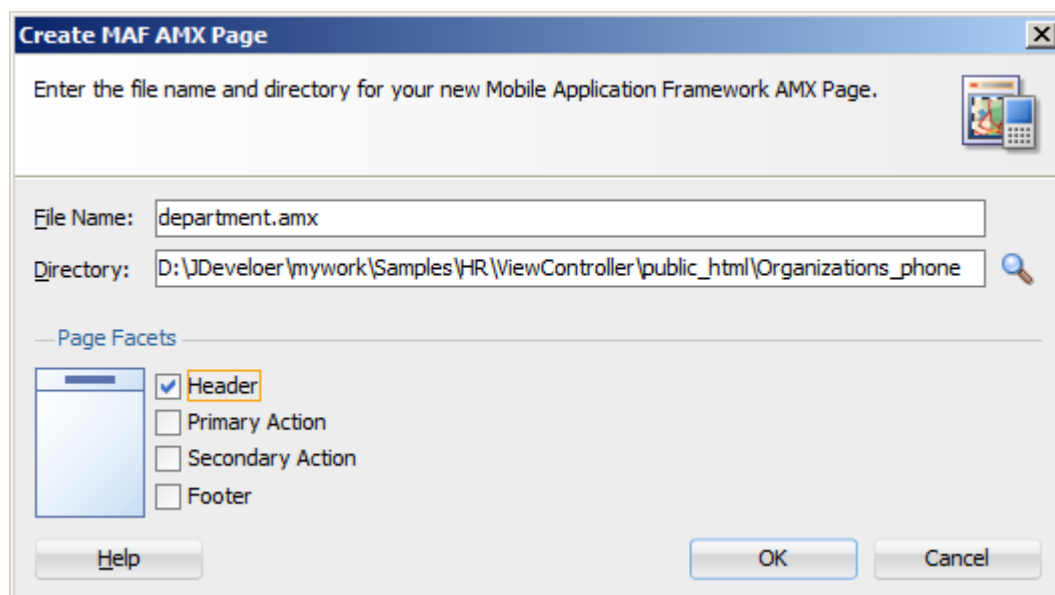 Create MAF AMX Page
Enter the file name and directory for your new Mobile Application Framework AMX Page.
File Name: department.amx
Directory: D:\JDeveloer\mywork\Samples\HR\ViewController\public_html\Organizations_phone
Page Facets
Header
Primary Action
Secondary Action
Footer
Help OK Cancel